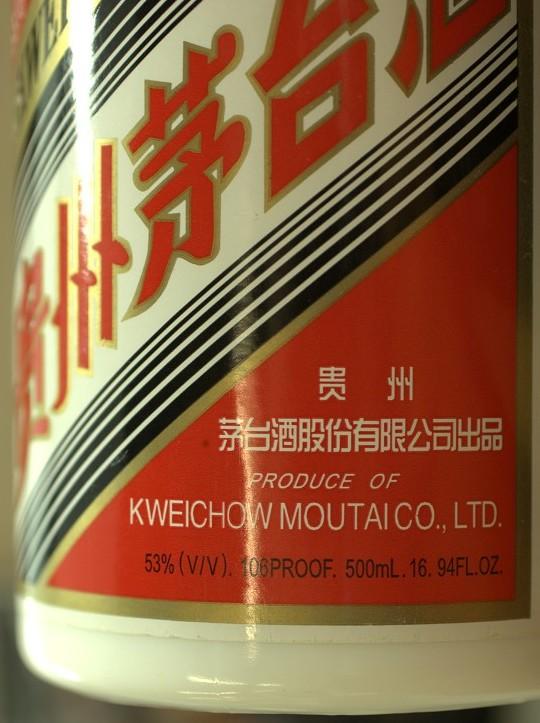 贵州茅台酒
贵 州
茅台酒股份有限公司出品
PRODUCE OF
KWEICHOW MOUTAI CO., LTD.
53% (V/V). 106PROOF. 500mL. 16. 94FL.OZ.